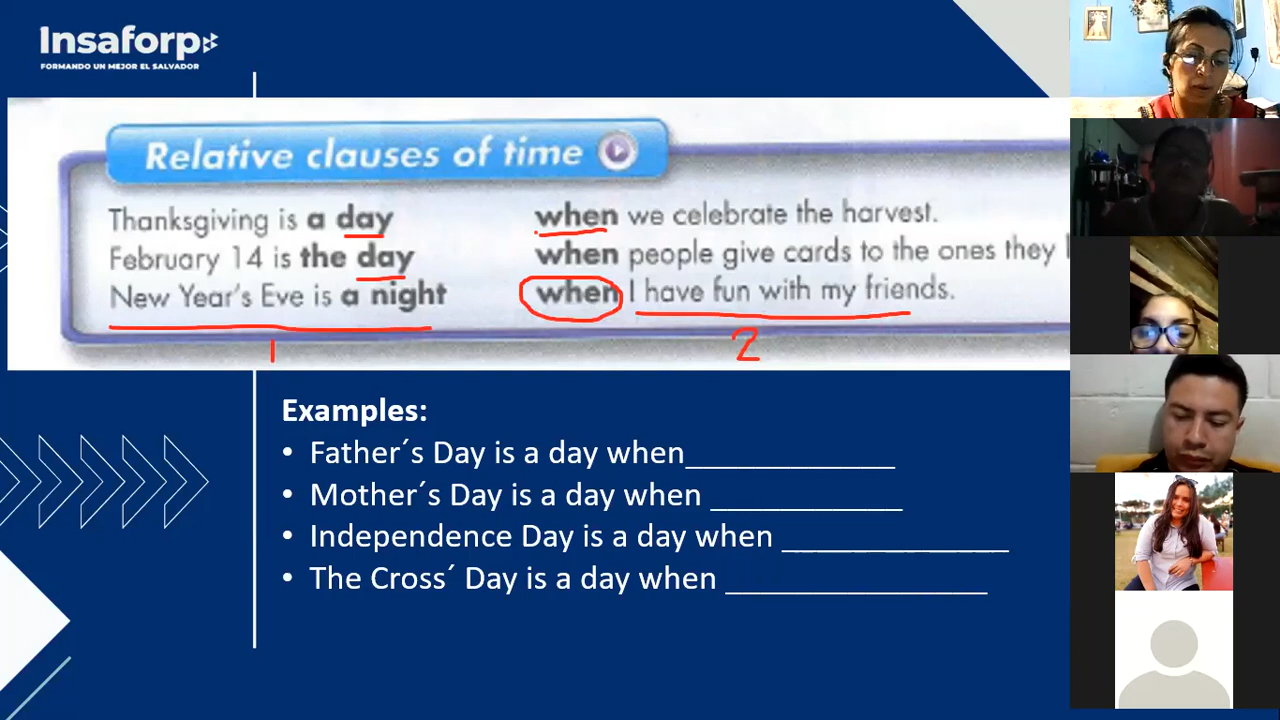 Insaforp
FORMANDO UN MEJOR EL SALVADOR
Relative clauses of time
Thanksgiving is a day when we celebrate the harvest.
February 14 is the day when people give cards to the ones they
New Year's Eve is a night when I have fun with my friends.
1 2
Examples:
• Father´s Day is a day when_____________
• Mother´s Day is a day when ____________
• Independence Day is a day when ______________
• The Cross´ Day is a day when ________________